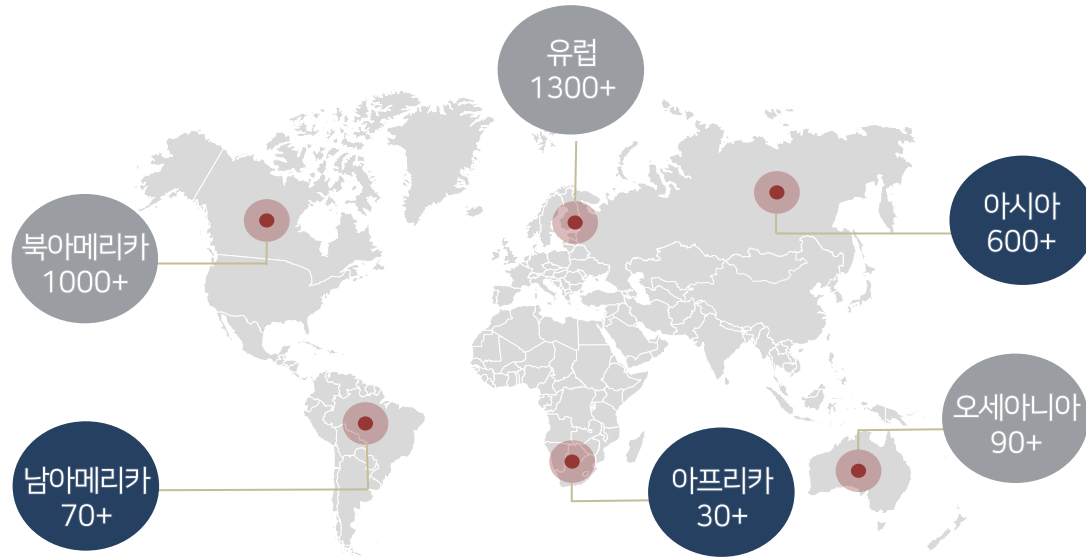 유럽
1300+
아시아
600+
북아메리카
1000+
오세아니아
90+
남아메리카
70+
아프리카
30+